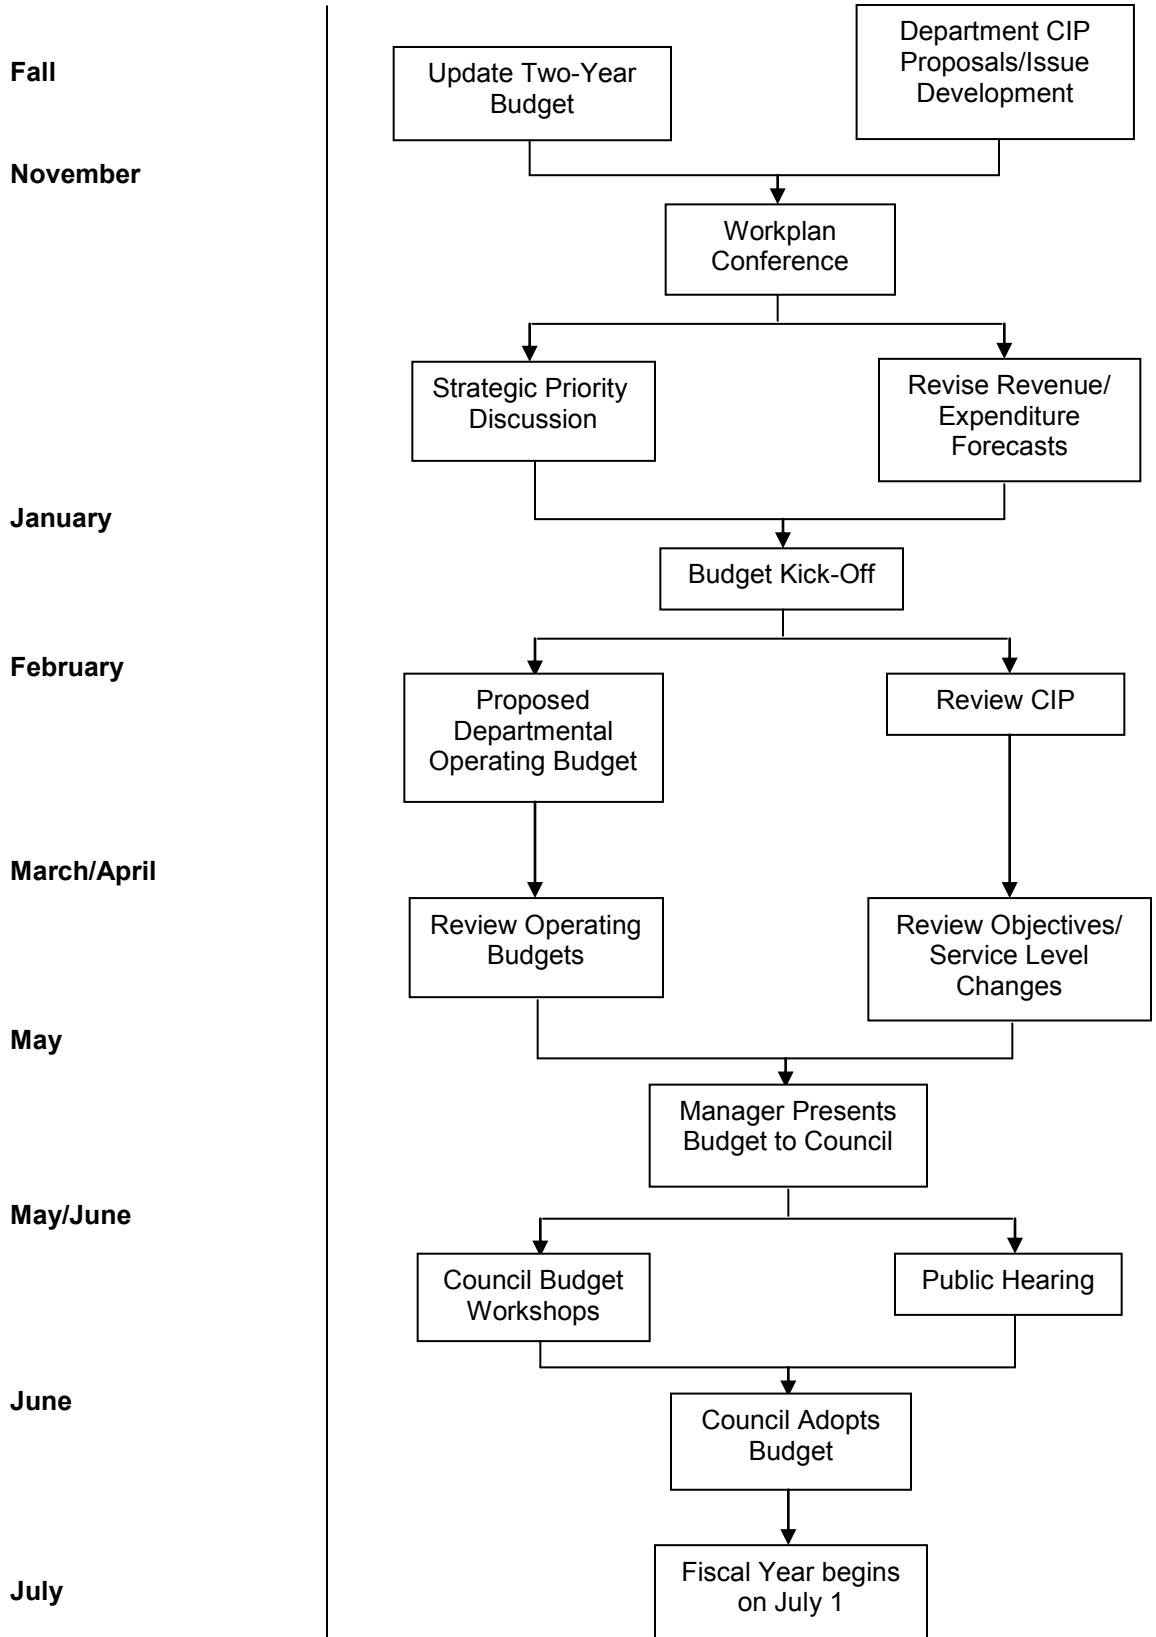 Fall
Update Two-Year
Budget
Department CIP
Proposals/Issue
Development
November
Workplan
Conference
Strategic Priority
Discussion
Revise Revenue/
Expenditure
Forecasts
January
Budget Kick-Off
February
Proposed
Departmental
Operating Budget
Review CIP
March/April
Review Operating
Budgets
Review Objectives/
Service Level
Changes
May
Manager Presents
Budget to Council
May/June
Council Budget
Workshops
Public Hearing
June
Council Adopts
Budget
July
Fiscal Year begins
on July 1